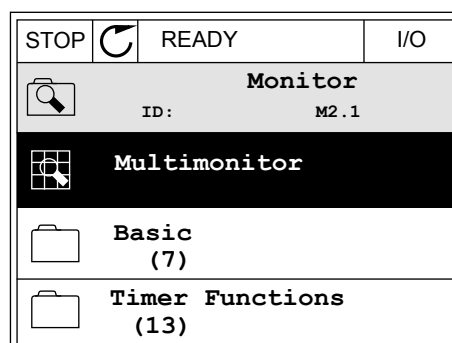 STOP READY I/O
Monitor
ID: M2.1
Multimonitor
Basic
(7)
Timer Functions
(13)